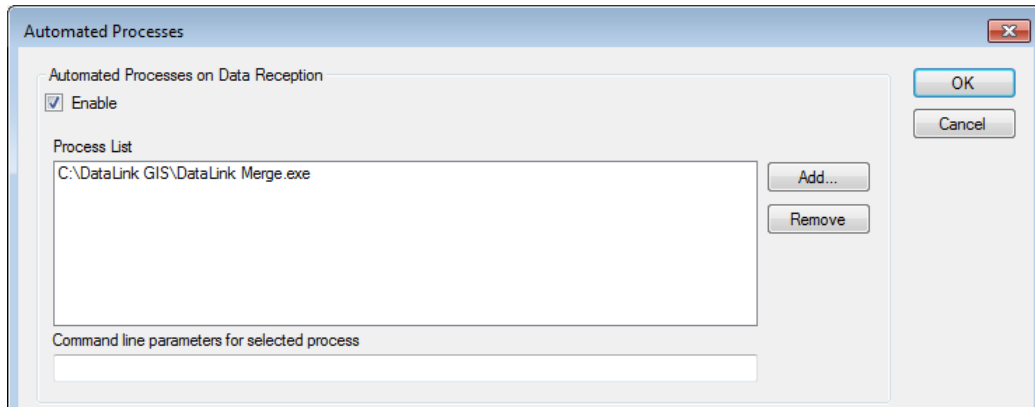 Automated Processes
Automated Processes on Data Reception
Enable
OK
Cancel
Process List
C:\DataLink GIS\DataLink Merge.exe
Add...
Remove
Command line parameters for selected process